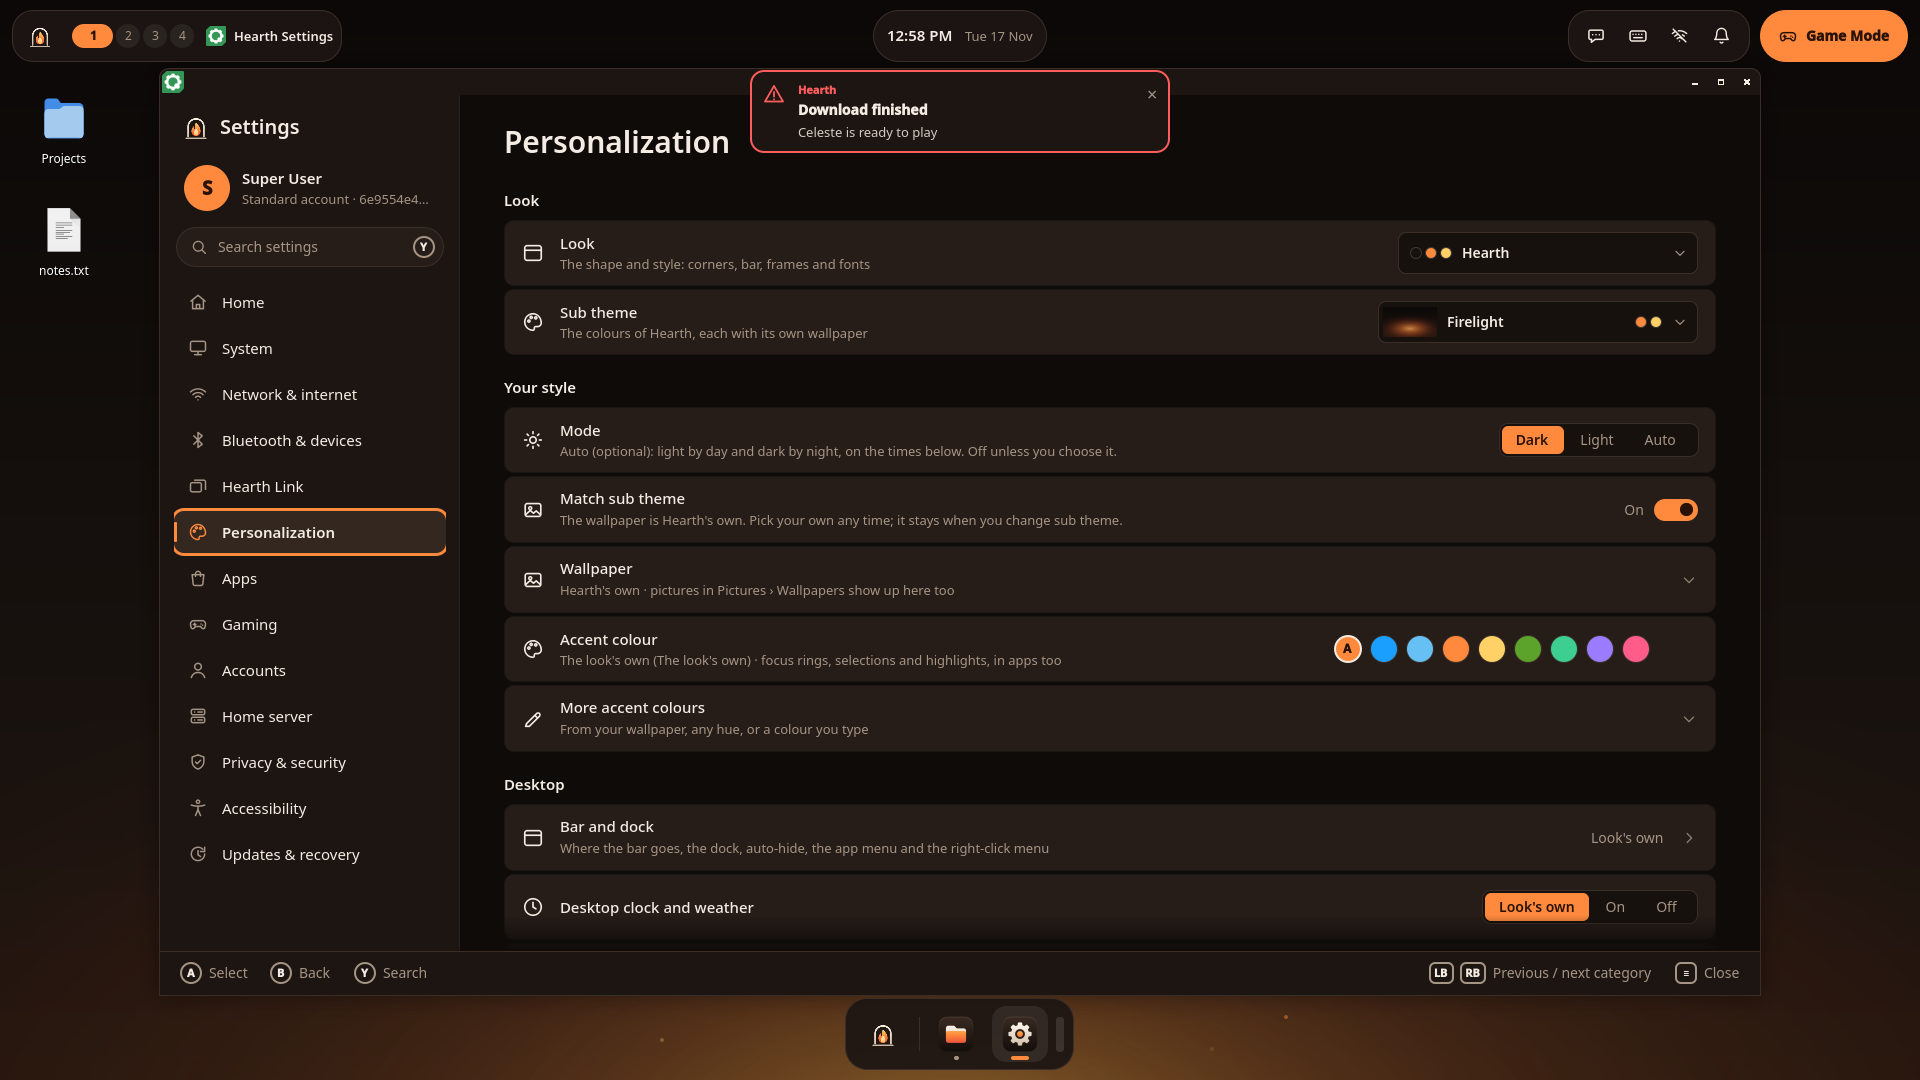 1 2 3 4 Hearth Settings
12:58 PM Tue 17 Nov
Game Mode
Projects
notes.txt
Hearth
Download finished
Celeste is ready to play
Settings
S
Super User
Standard account · 6e9554e4...
Search settings Y
Home
System
Network & internet
Bluetooth & devices
Hearth Link
Personalization
Apps
Gaming
Accounts
Home server
Privacy & security
Accessibility
Updates & recovery
Personalization
Look
Look
The shape and style: corners, bar, frames and fonts
Hearth
Sub theme
The colours of Hearth, each with its own wallpaper
Firelight
Your style
Mode
Auto (optional): light by day and dark by night, on the times below. Off unless you choose it.
Dark Light Auto
Match sub theme
The wallpaper is Hearth's own. Pick your own any time; it stays when you change sub theme.
On
Wallpaper
Hearth's own · pictures in Pictures › Wallpapers show up here too
Accent colour
The look's own (The look's own) · focus rings, selections and highlights, in apps too
A
More accent colours
From your wallpaper, any hue, or a colour you type
Desktop
Bar and dock
Where the bar goes, the dock, auto-hide, the app menu and the right-click menu
Look's own
Desktop clock and weather
Look's own On Off
A Select B Back Y Search
LB RB Previous / next category ≡ Close